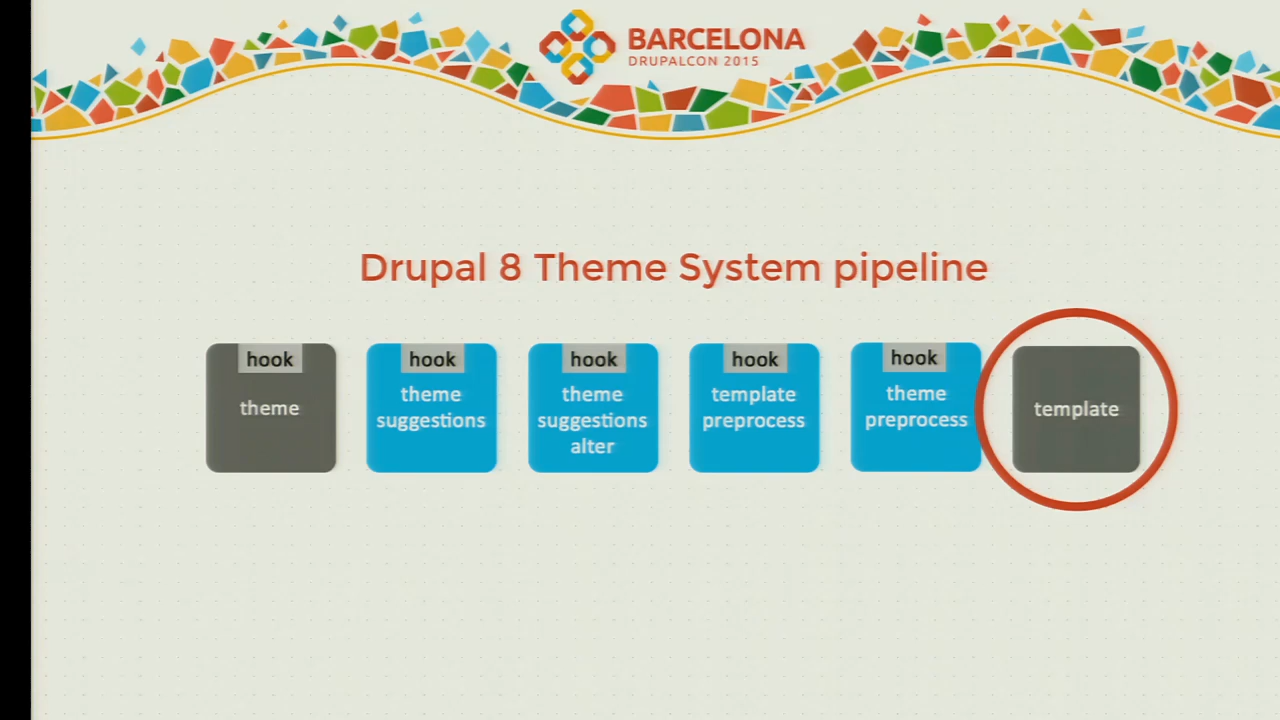 BARCELONA
DRUPALCON 2015
Drupal 8 Theme System pipeline
hook
theme
hook
theme
suggestions
hook
theme
suggestions
alter
hook
template
preprocess
hook
theme
preprocess
template